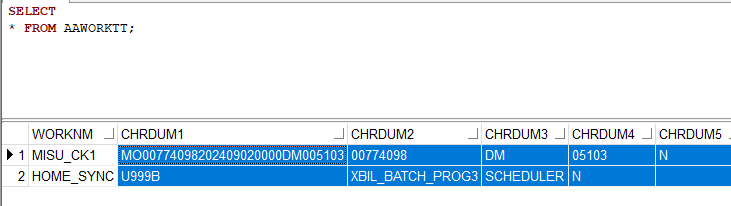 SELECT
* FROM AAWORKTT;
WORKNM CHRDUM1 CHRDUM2 CHRDUM3 CHRDUM4 CHRDUM5
1 MISU_CK1 MO00774098202409020000DM005103 00774098 DM 05103 N
2 HOME_SYNC U999B XBIL_BATCH_PROG3 SCHEDULER N